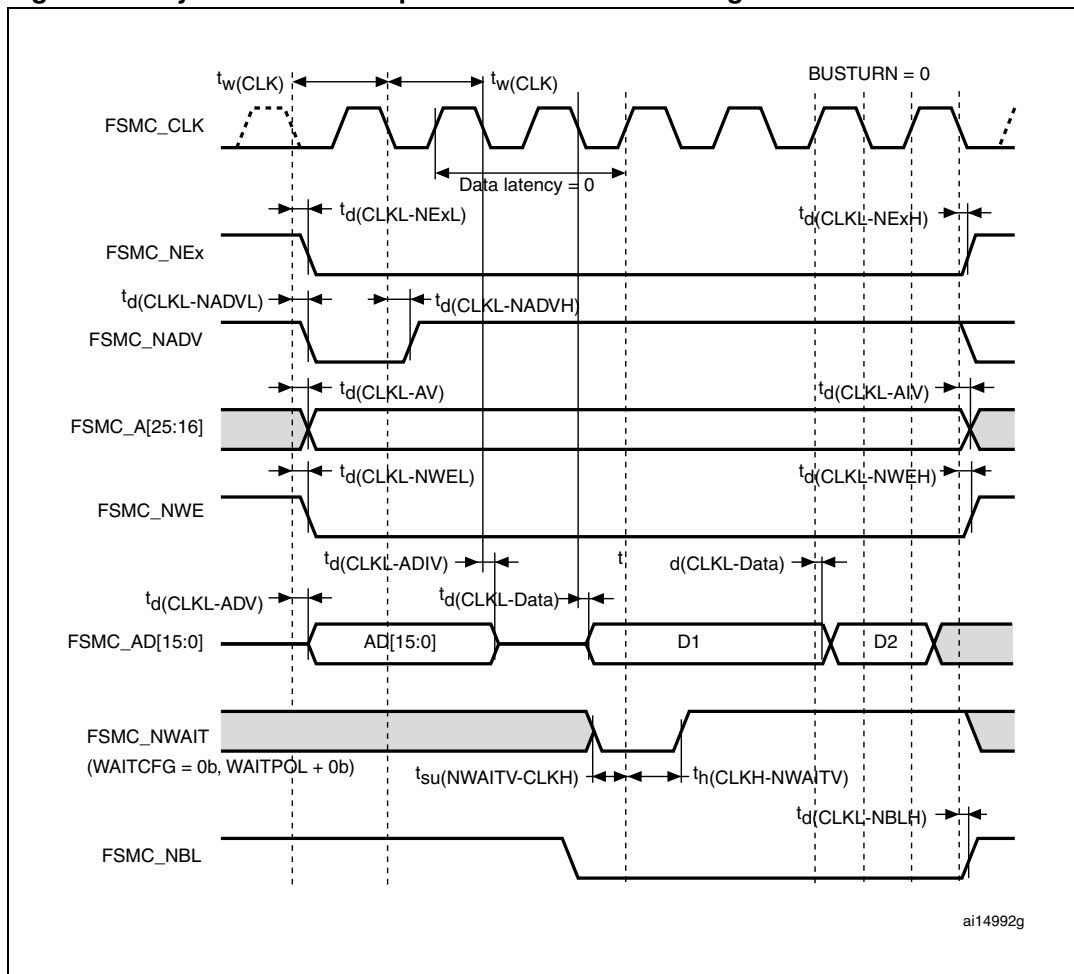 tw(CLK)
tw(CLK)
BUSTURN = 0
FSMC_CLK
Data latency = 0
td(CLKL-NExL)
td(CLKL-NExH)
FSMC_NEx
td(CLKL-NADVL)
td(CLKL-NADVH)
FSMC_NADV
td(CLKL-AV)
td(CLKL-AIV)
FSMC_A[25:16]
td(CLKL-NWEL)
td(CLKL-NWEH)
FSMC_NWE
td(CLKL-ADIV)
t
d(CLKL-Data)
td(CLKL-ADV)
td(CLKL-Data)
FSMC_AD[15:0]
AD[15:0]
D1
D2
FSMC_NWAIT
(WAITCFG = 0b, WAITPOL + 0b)
tsu(NWAITV-CLKH)
th(CLKH-NWAITV)
td(CLKL-NBLH)
FSMC_NBL
ai14992g